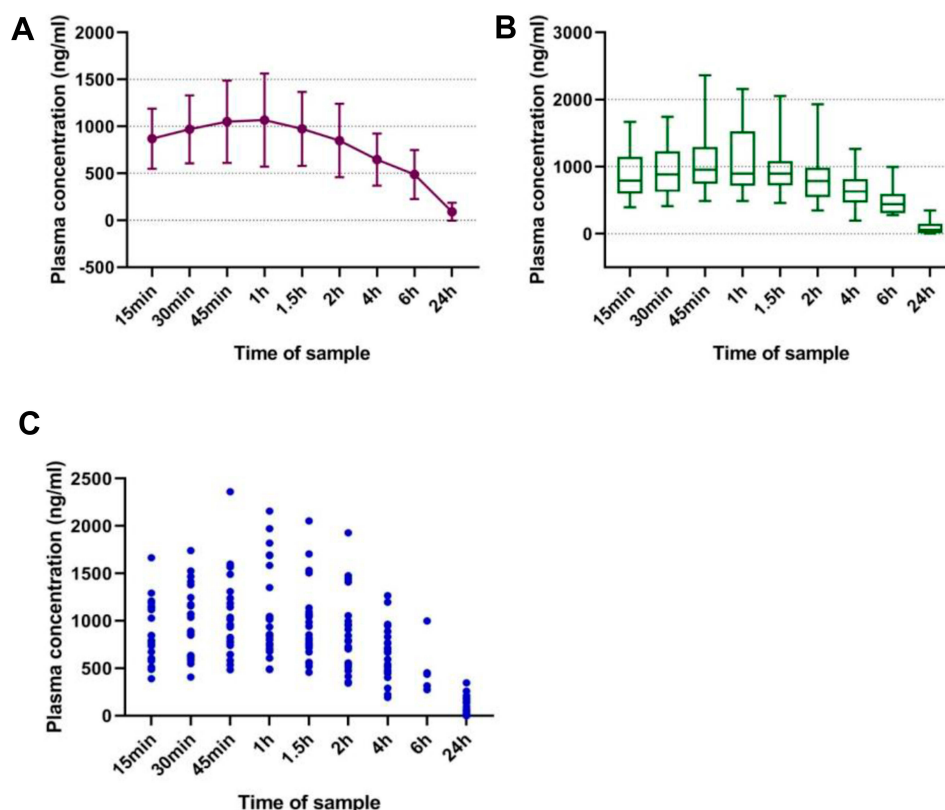 A
Plasma concentration (ng/ml)
2000
1500
1000
500
0
-500
15min
30min
45min
1h
1.5h
2h
4h
6h
24h
Time of sample
B
Plasma concentration (ng/ml)
3000
2000
1000
0
15min
30min
45min
1h
1.5h
2h
4h
6h
24h
Time of sample
C
Plasma concentration (ng/ml)
2500
2000
1500
1000
500
0
15min
30min
45min
1h
1.5h
2h
4h
6h
24h
Time of sample